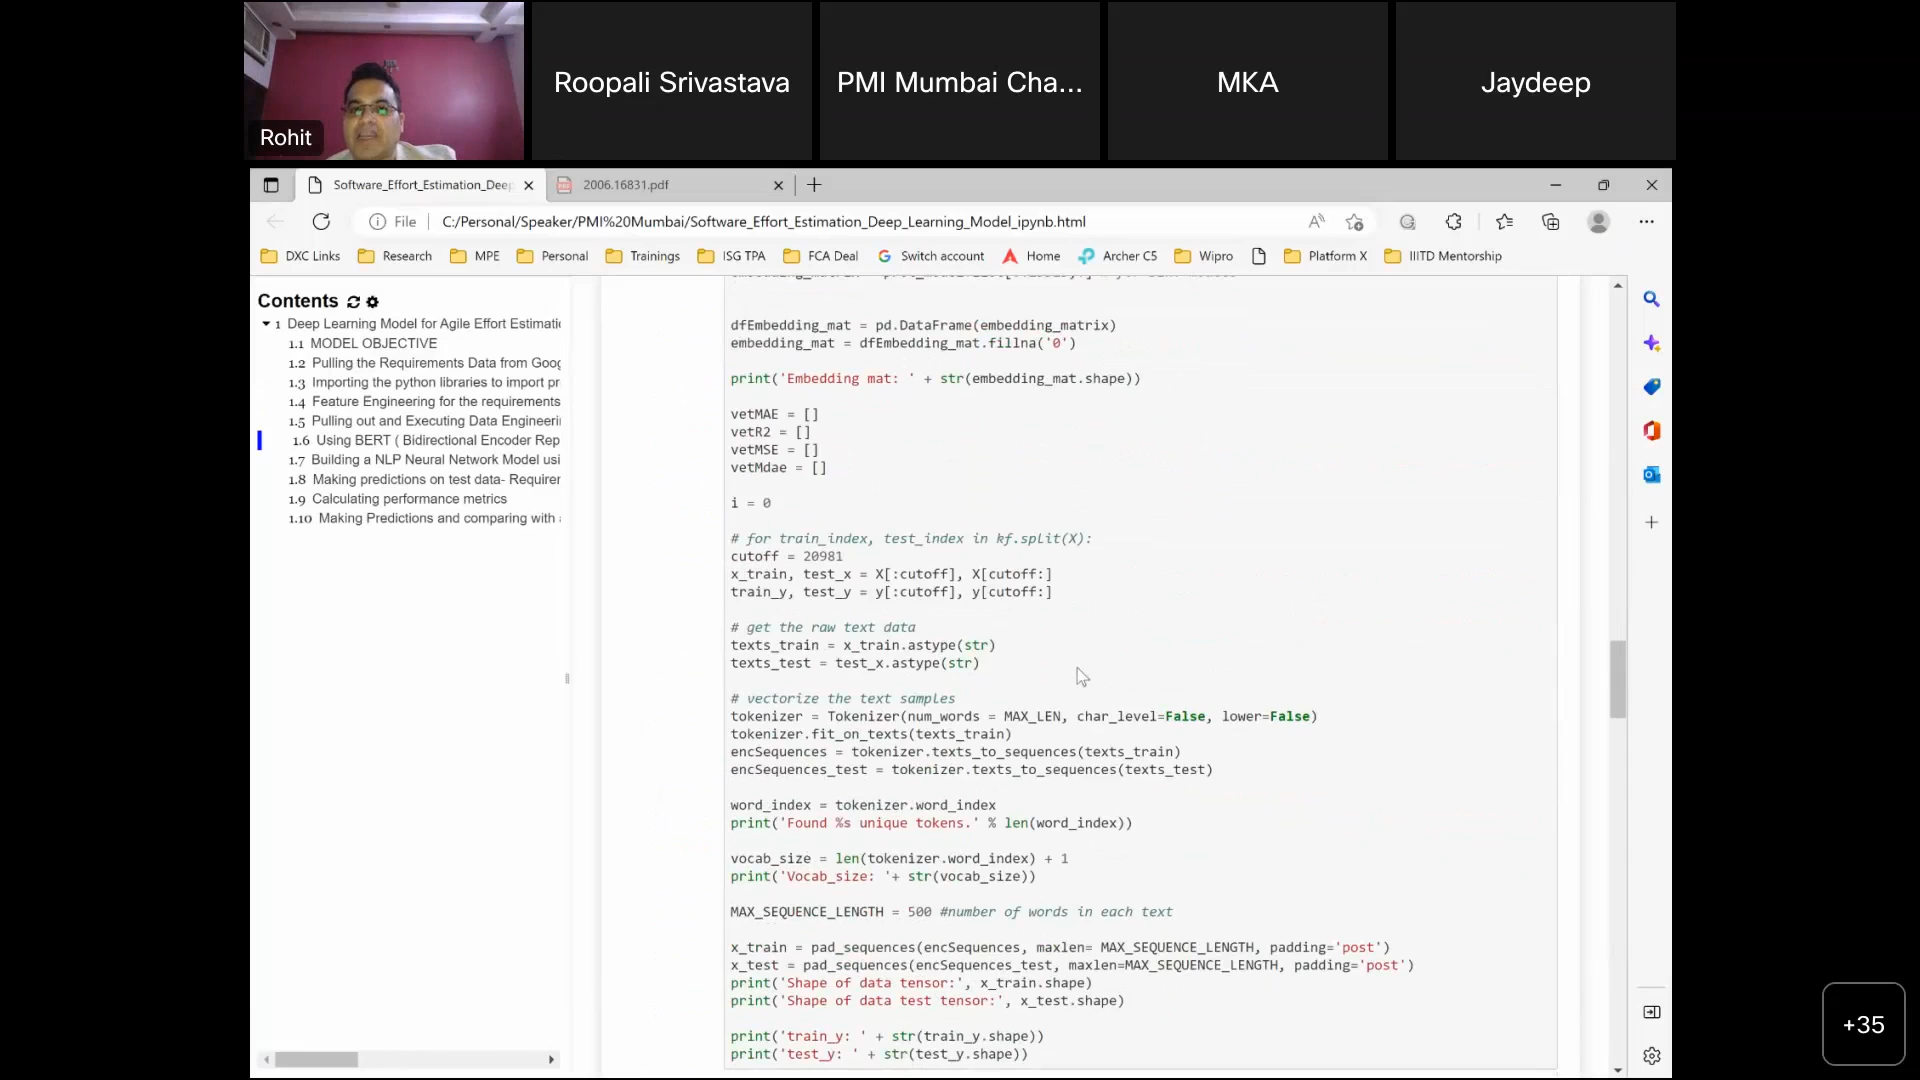 Rohit
Roopali Srivastava
PMI Mumbai Cha...
MKA
Jaydeep
Software_Effort_Estimation_Deep
2006.16831.pdf
File
C:/Personal/Speaker/PMI%20Mumbai/Software_Effort_Estimation_Deep_Learning_Model_ipynb.html
DXC Links
Research
MPE
Personal
Trainings
ISG TPA
FCA Deal
Switch account
Home
Archer C5
Wipro
Platform X
IIITD Mentorship
Contents
1 Deep Learning Model for Agile Effort Estimatic
1.1 MODEL OBJECTIVE
1.2 Pulling the Requirements Data from Goog
1.3 Importing the python libraries to import pr
1.4 Feature Engineering for the requirements
1.5 Pulling out and Executing Data Engineeri
1.6 Using BERT ( Bidirectional Encoder Rep
1.7 Building a NLP Neural Network Model usi
1.8 Making predictions on test data- Requirer
1.9 Calculating performance metrics
1.10 Making Predictions and comparing with
dfEmbedding_mat = pd.DataFrame(embedding_matrix)
embedding_mat = dfEmbedding_mat.fillna('0')
print('Embedding mat: ' + str(embedding_mat.shape))
vetMAE = []
vetR2 = []
vetMSE = []
vetMdae = []
i = 0
# for train_index, test_index in kf.split(X):
cutoff = 20981
x_train, test_x = X[:cutoff], X[cutoff:]
train_y, test_y = y[:cutoff], y[cutoff:]
# get the raw text data
texts_train = x_train.astype(str)
texts_test = test_x.astype(str)
# vectorize the text samples
tokenizer = Tokenizer(num_words = MAX_LEN, char_level=False, lower=False)
tokenizer.fit_on_texts(texts_train)
encSequences = tokenizer.texts_to_sequences(texts_train)
encSequences_test = tokenizer.texts_to_sequences(texts_test)
word_index = tokenizer.word_index
print('Found %s unique tokens.' % len(word_index))
vocab_size = len(tokenizer.word_index) + 1
print('Vocab_size: '+ str(vocab_size))
MAX_SEQUENCE_LENGTH = 500 #number of words in each text
x_train = pad_sequences(encSequences, maxlen= MAX_SEQUENCE_LENGTH, padding='post')
x_test = pad_sequences(encSequences_test, maxlen=MAX_SEQUENCE_LENGTH, padding='post')
print('Shape of data tensor:', x_train.shape)
print('Shape of data test tensor:', x_test.shape)
print('train_y: ' + str(train_y.shape))
print('test_y: ' + str(test_y.shape))
+35